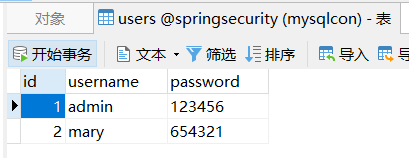 对象 users @springsecurity (mysqlcon) - 表
开始事务 文本 筛选 排序 导入 导
id username password
1 admin 123456
2 mary 654321